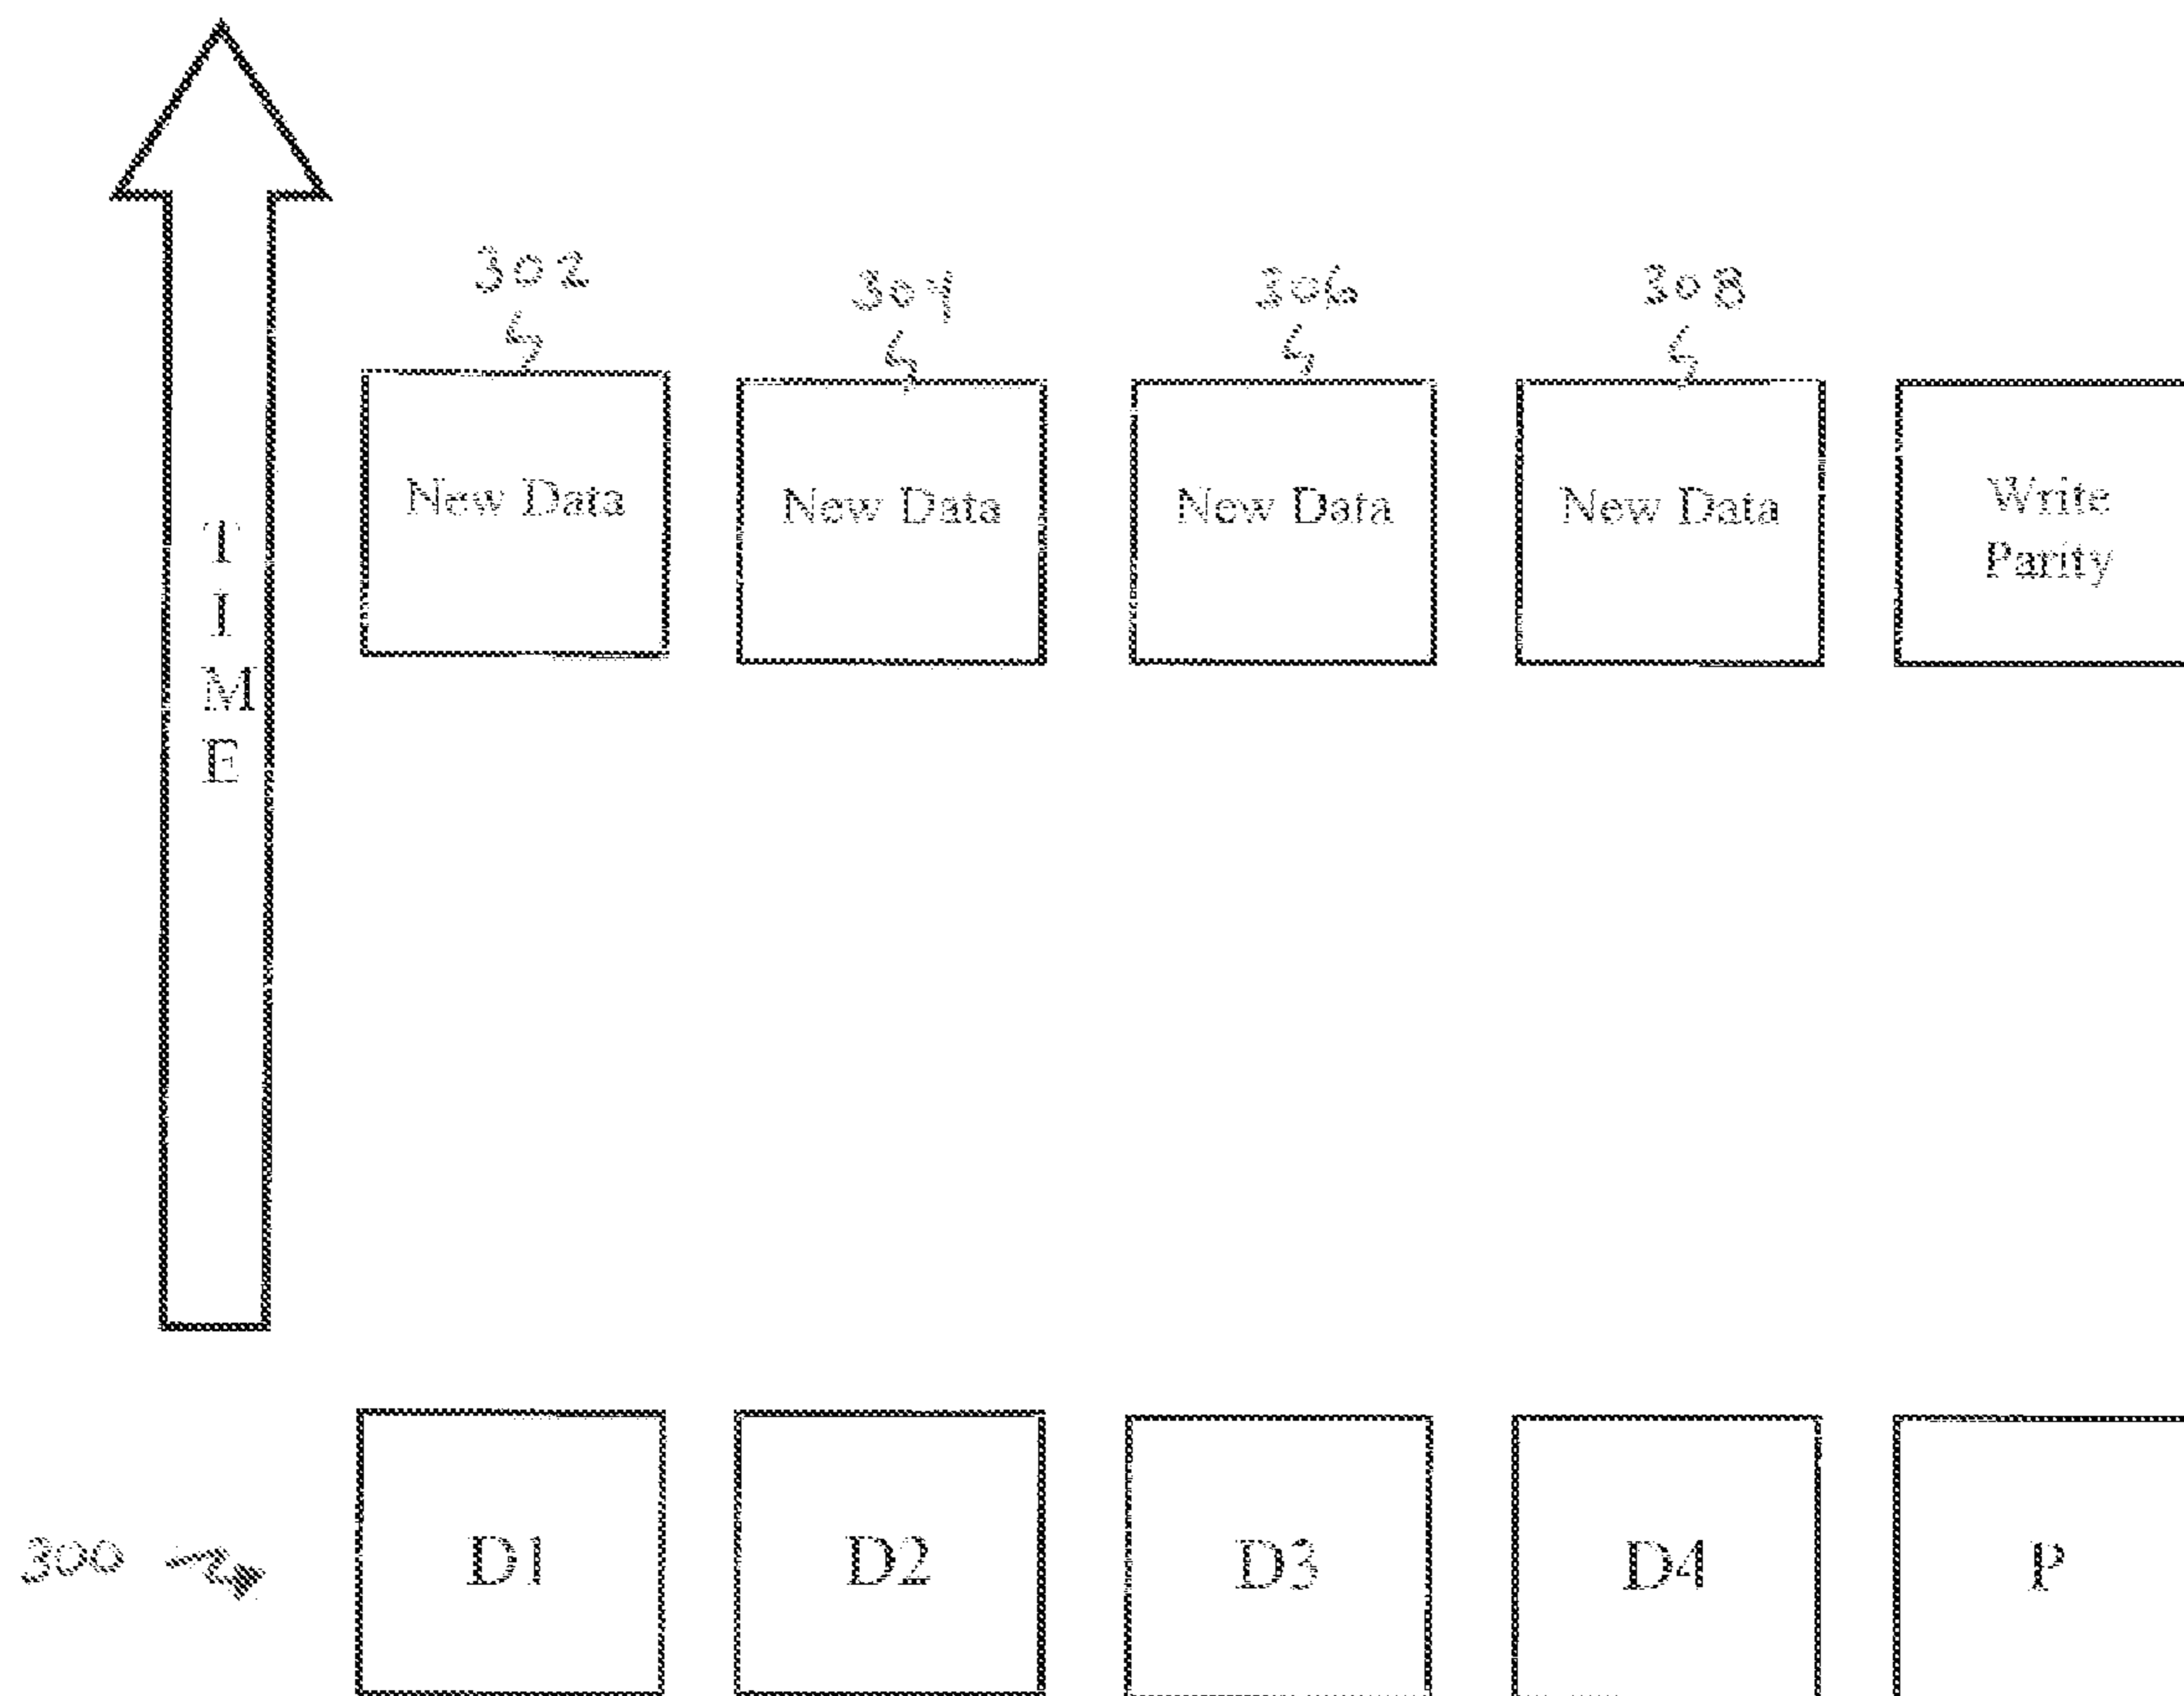 302 304 306 308
New Data New Data New Data New Data Write
Parity
T
I
M
E
300 D1 D2 D3 D4 P